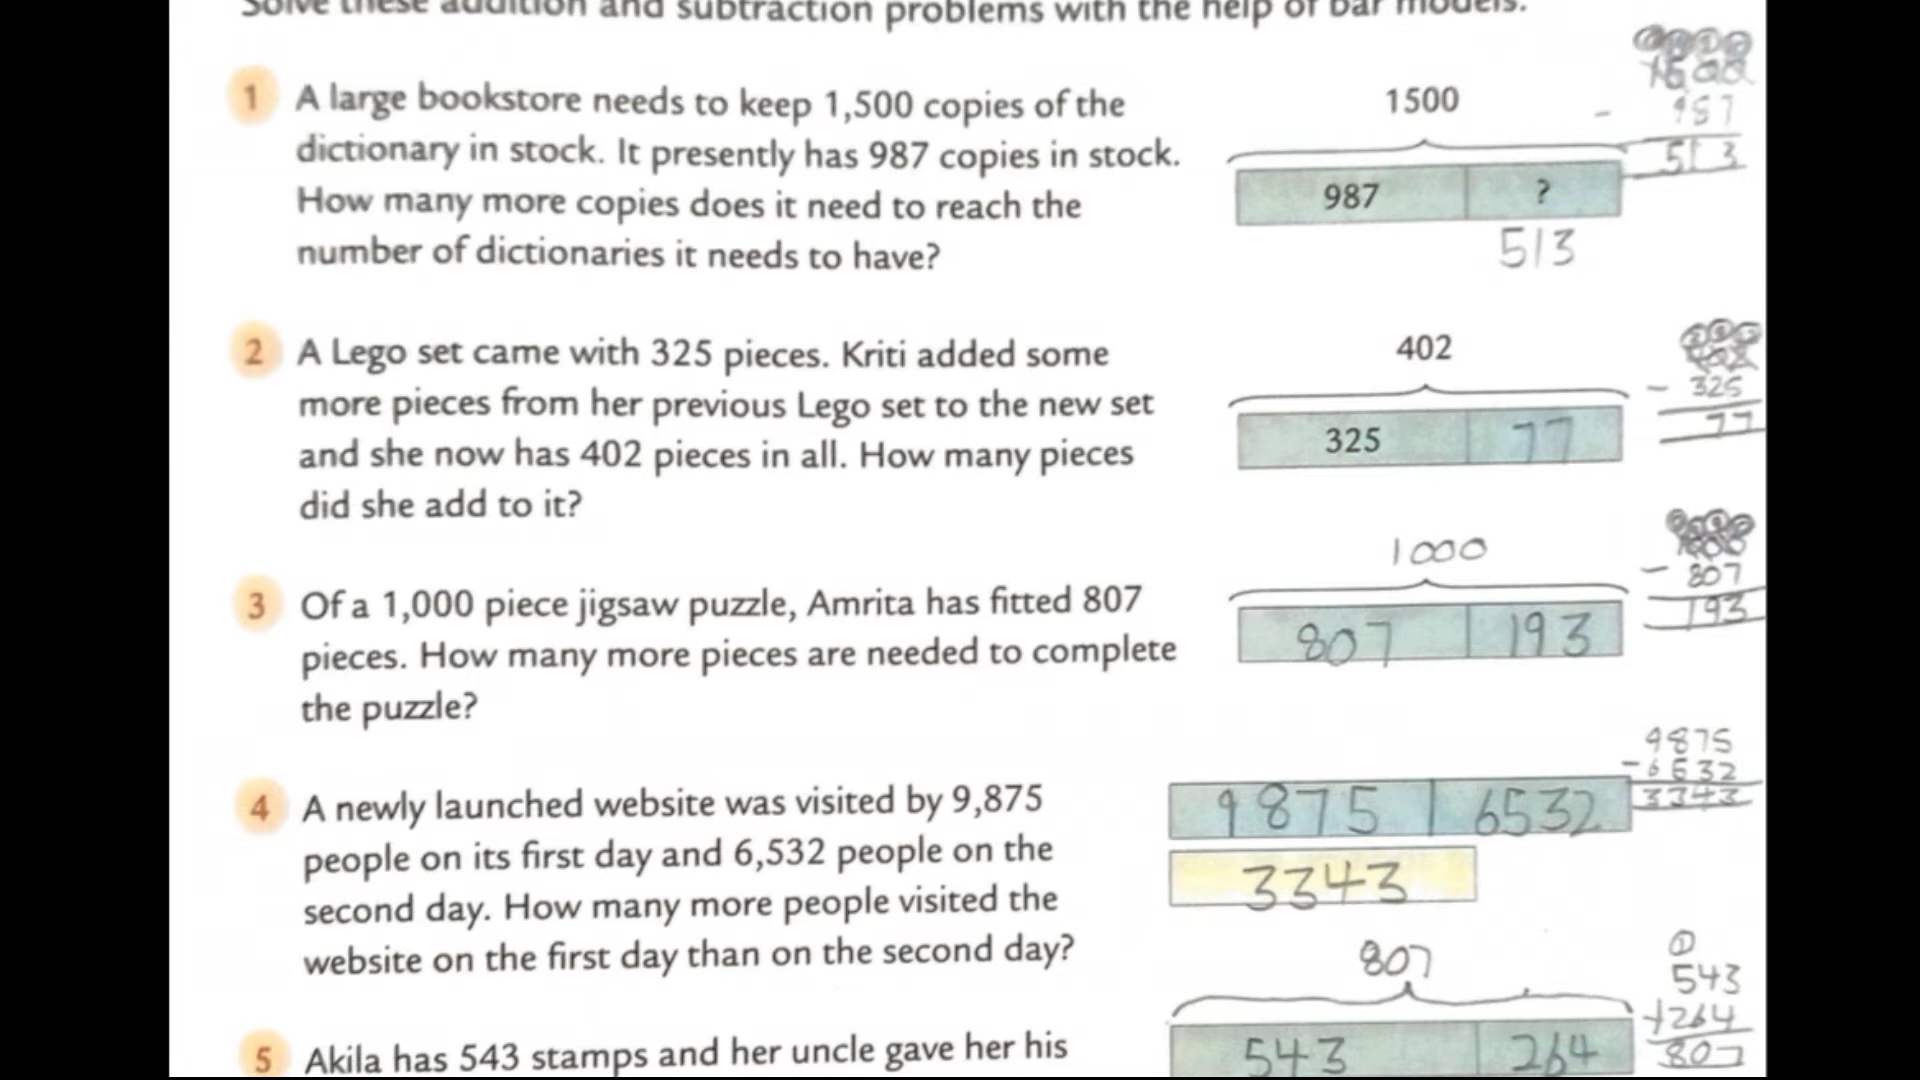 Solve these addition and subtraction problems with the help of bar models.
1 A large bookstore needs to keep 1,500 copies of the
dictionary in stock. It presently has 987 copies in stock.
How many more copies does it need to reach the
number of dictionaries it needs to have?
1500
987 ?
513
- 987
513
2 A Lego set came with 325 pieces. Kriti added some
more pieces from her previous Lego set to the new set
and she now has 402 pieces in all. How many pieces
did she add to it?
402
325 77
- 325
77
3 Of a 1,000 piece jigsaw puzzle, Amrita has fitted 807
pieces. How many more pieces are needed to complete
the puzzle?
1000
807 193
- 807
193
4 A newly launched website was visited by 9,875
people on its first day and 6,532 people on the
second day. How many more people visited the
website on the first day than on the second day?
9875 | 6532
3343
9875
- 6532
3343
5 Akila has 543 stamps and her uncle gave her his
807
543 264
1
543
+264
807